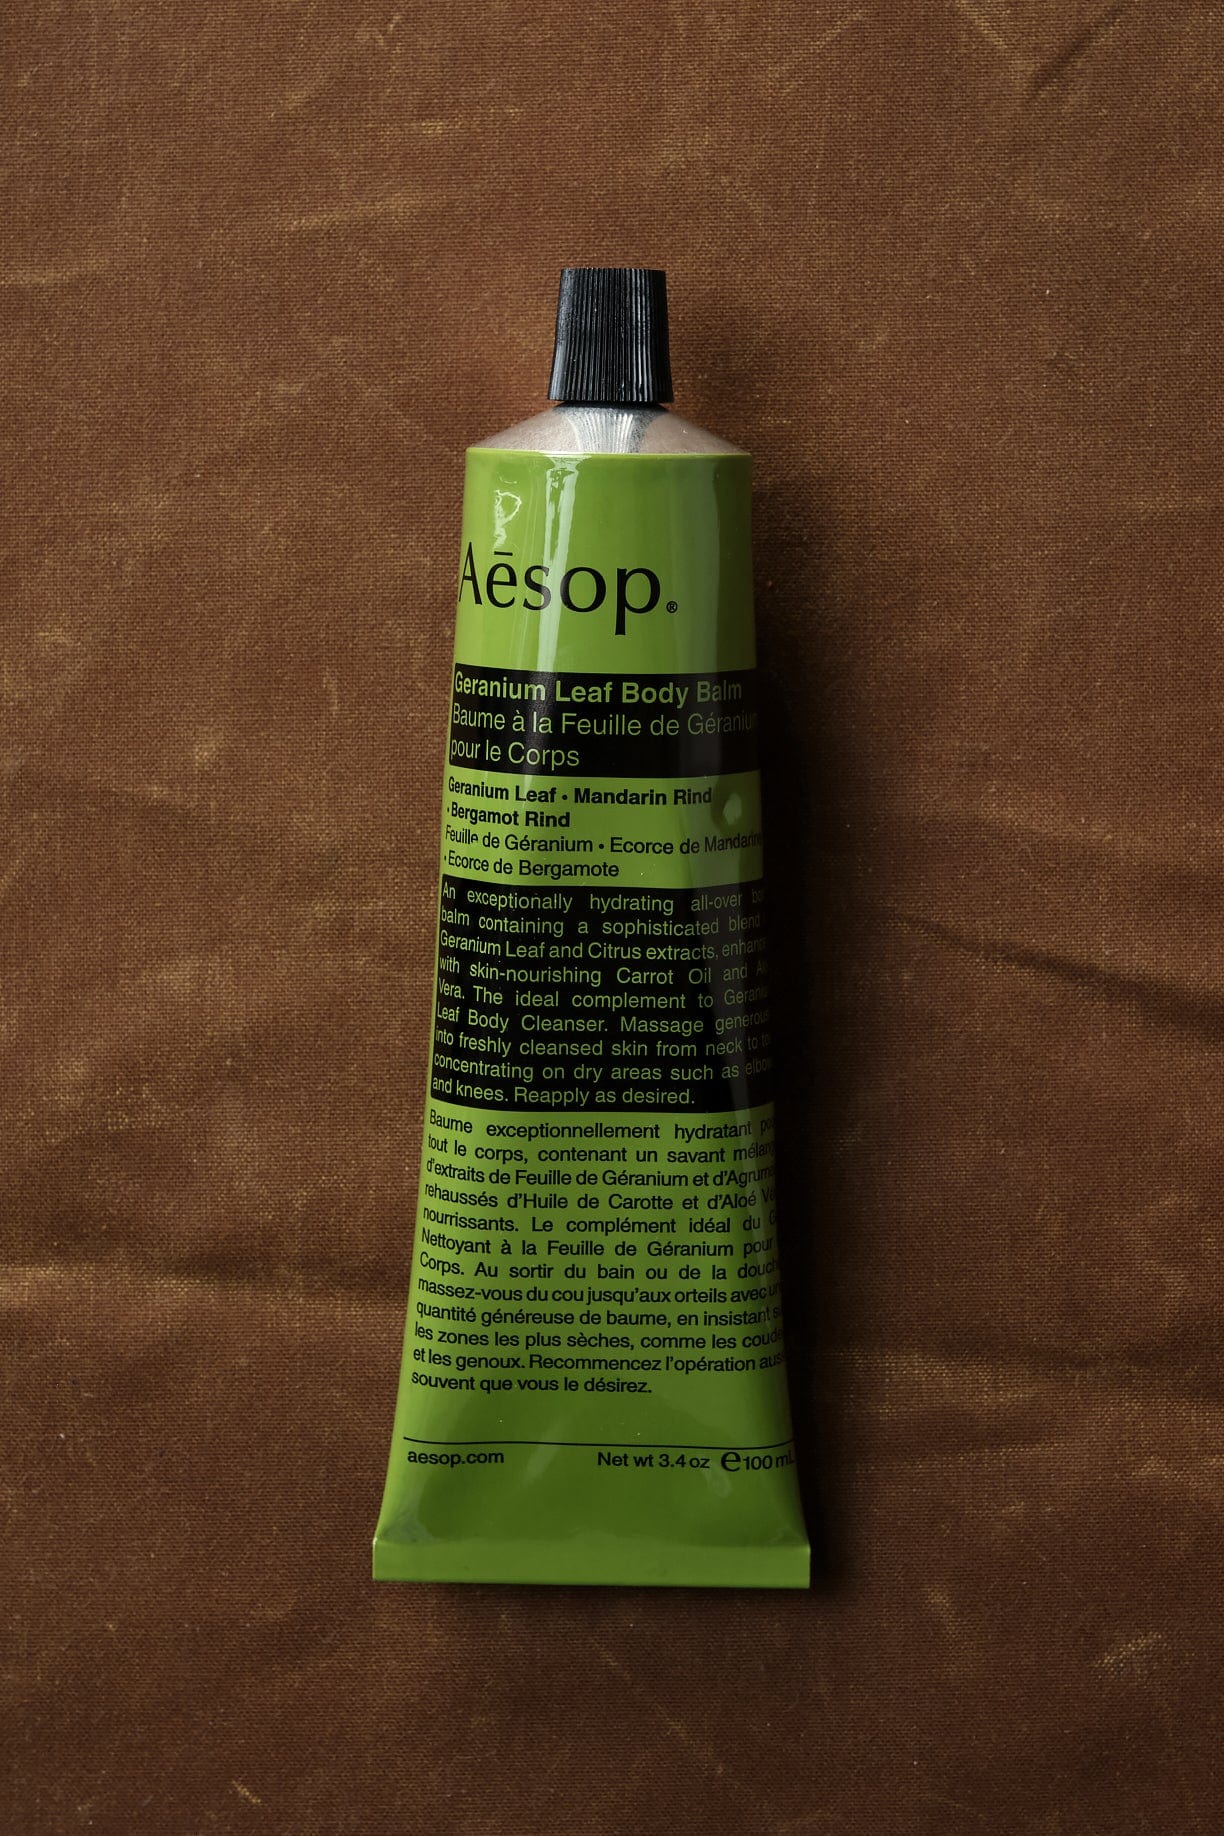 Aēsop.®
Geranium Leaf Body Balm
Baume à la Feuille de
pour le Corps
Geranium Leaf • Mandarin Rind
• Bergamot Rind
Feuille de Géranium • Ecorce de Mandarine
• Ecorce de Bergamote
An exceptionally hydrating all-over
balm containing a sophisticated blend
Geranium Leaf and Citrus extracts,
with skin-nourishing Carrot Oil and
Vera. The ideal complement to
Leaf Body Cleanser. Massage
into freshly cleansed skin from neck to
concentrating on dry areas such as
and knees. Reapply as desired.
Baume exceptionnellement hydratant
tout le corps, contenant un savant
d'extraits de Feuille de Géranium et
rehaussés d'Huile de Carotte et d'Aloé
nourrissants. Le complément idéal du
Nettoyant à la Feuille de Géranium pour
Corps. Au sortir du bain ou de la
massez-vous du cou jusqu'aux orteils avec
quantité généreuse de baume, en insistant
les zones les plus sèches, comme les
et les genoux. Recommencez l'opération
souvent que vous le désirez.
aesop.com Net wt 3.4 oz ℮100 mL